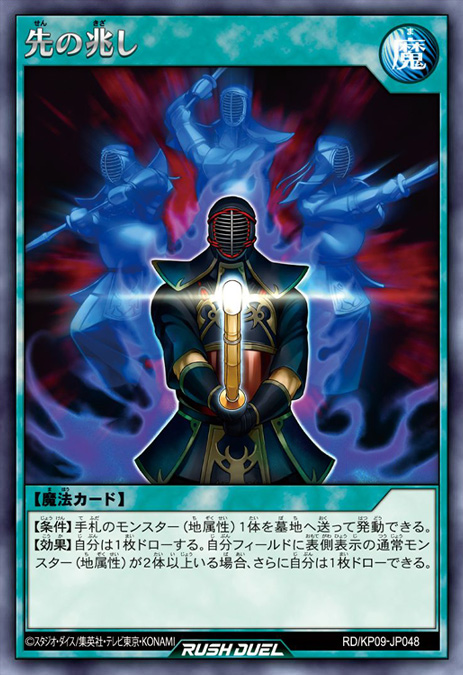 先の兆し
魔
【魔法カード】
【条件】手札のモンスター（地属性）1体を墓地へ送って発動できる。
【効果】自分は1枚ドローする。自分フィールドに表側表示の通常モン
スター（地属性）が2体以上いる場合、さらに自分は1枚ドローできる。
©スタジオ・ダイス/集英社・テレビ東京・KONAMI
RUSH DUEL
RD/KP09-JP048